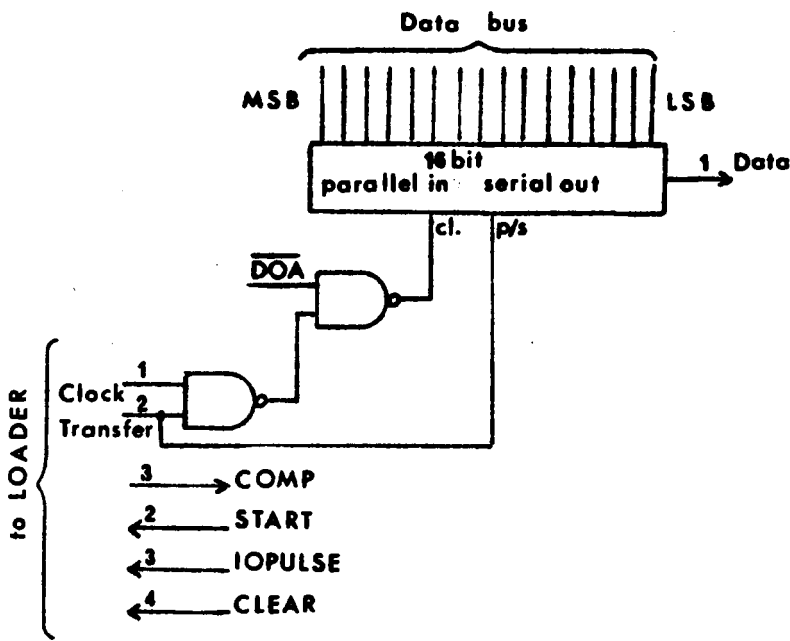 Data bus
MSB
LSB
16 bit
parallel in serial out
1 Data
cl. p/s
DOA
1
Clock
2
Transfer
to LOADER
3 COMP
2 START
3 IOPULSE
4 CLEAR